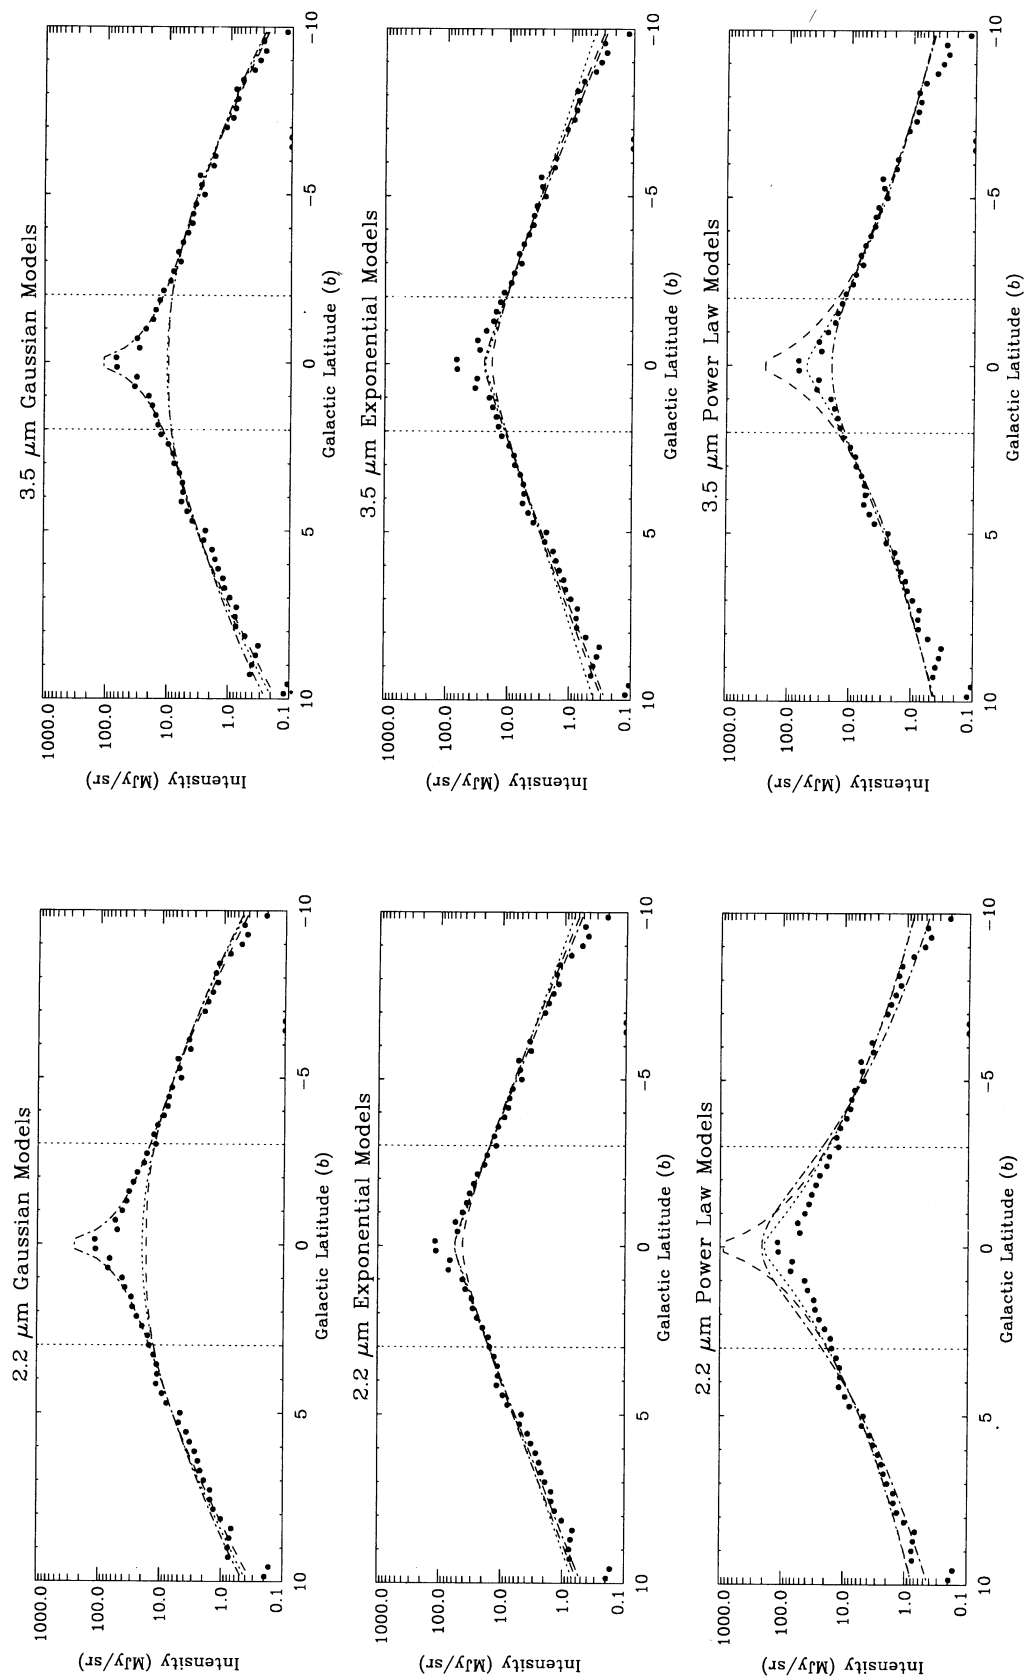 2.2 μm Gaussian Models
Intensity (MJy/sr)
1000.0
100.0
10.0
1.0
0.1
10 5 0 −5 −10
Galactic Latitude (b)
3.5 μm Gaussian Models
Intensity (MJy/sr)
1000.0
100.0
10.0
1.0
0.1
10 5 0 −5 −10
Galactic Latitude (b)
2.2 μm Exponential Models
Intensity (MJy/sr)
1000.0
100.0
10.0
1.0
0.1
10 5 0 −5 −10
Galactic Latitude (b)
3.5 μm Exponential Models
Intensity (MJy/sr)
1000.0
100.0
10.0
1.0
0.1
10 5 0 −5 −10
Galactic Latitude (b)
2.2 μm Power Law Models
Intensity (MJy/sr)
1000.0
100.0
10.0
1.0
0.1
10 5 0 −5 −10
Galactic Latitude (b)
3.5 μm Power Law Models
Intensity (MJy/sr)
1000.0
100.0
10.0
1.0
0.1
10 5 0 −5 −10
Galactic Latitude (b)